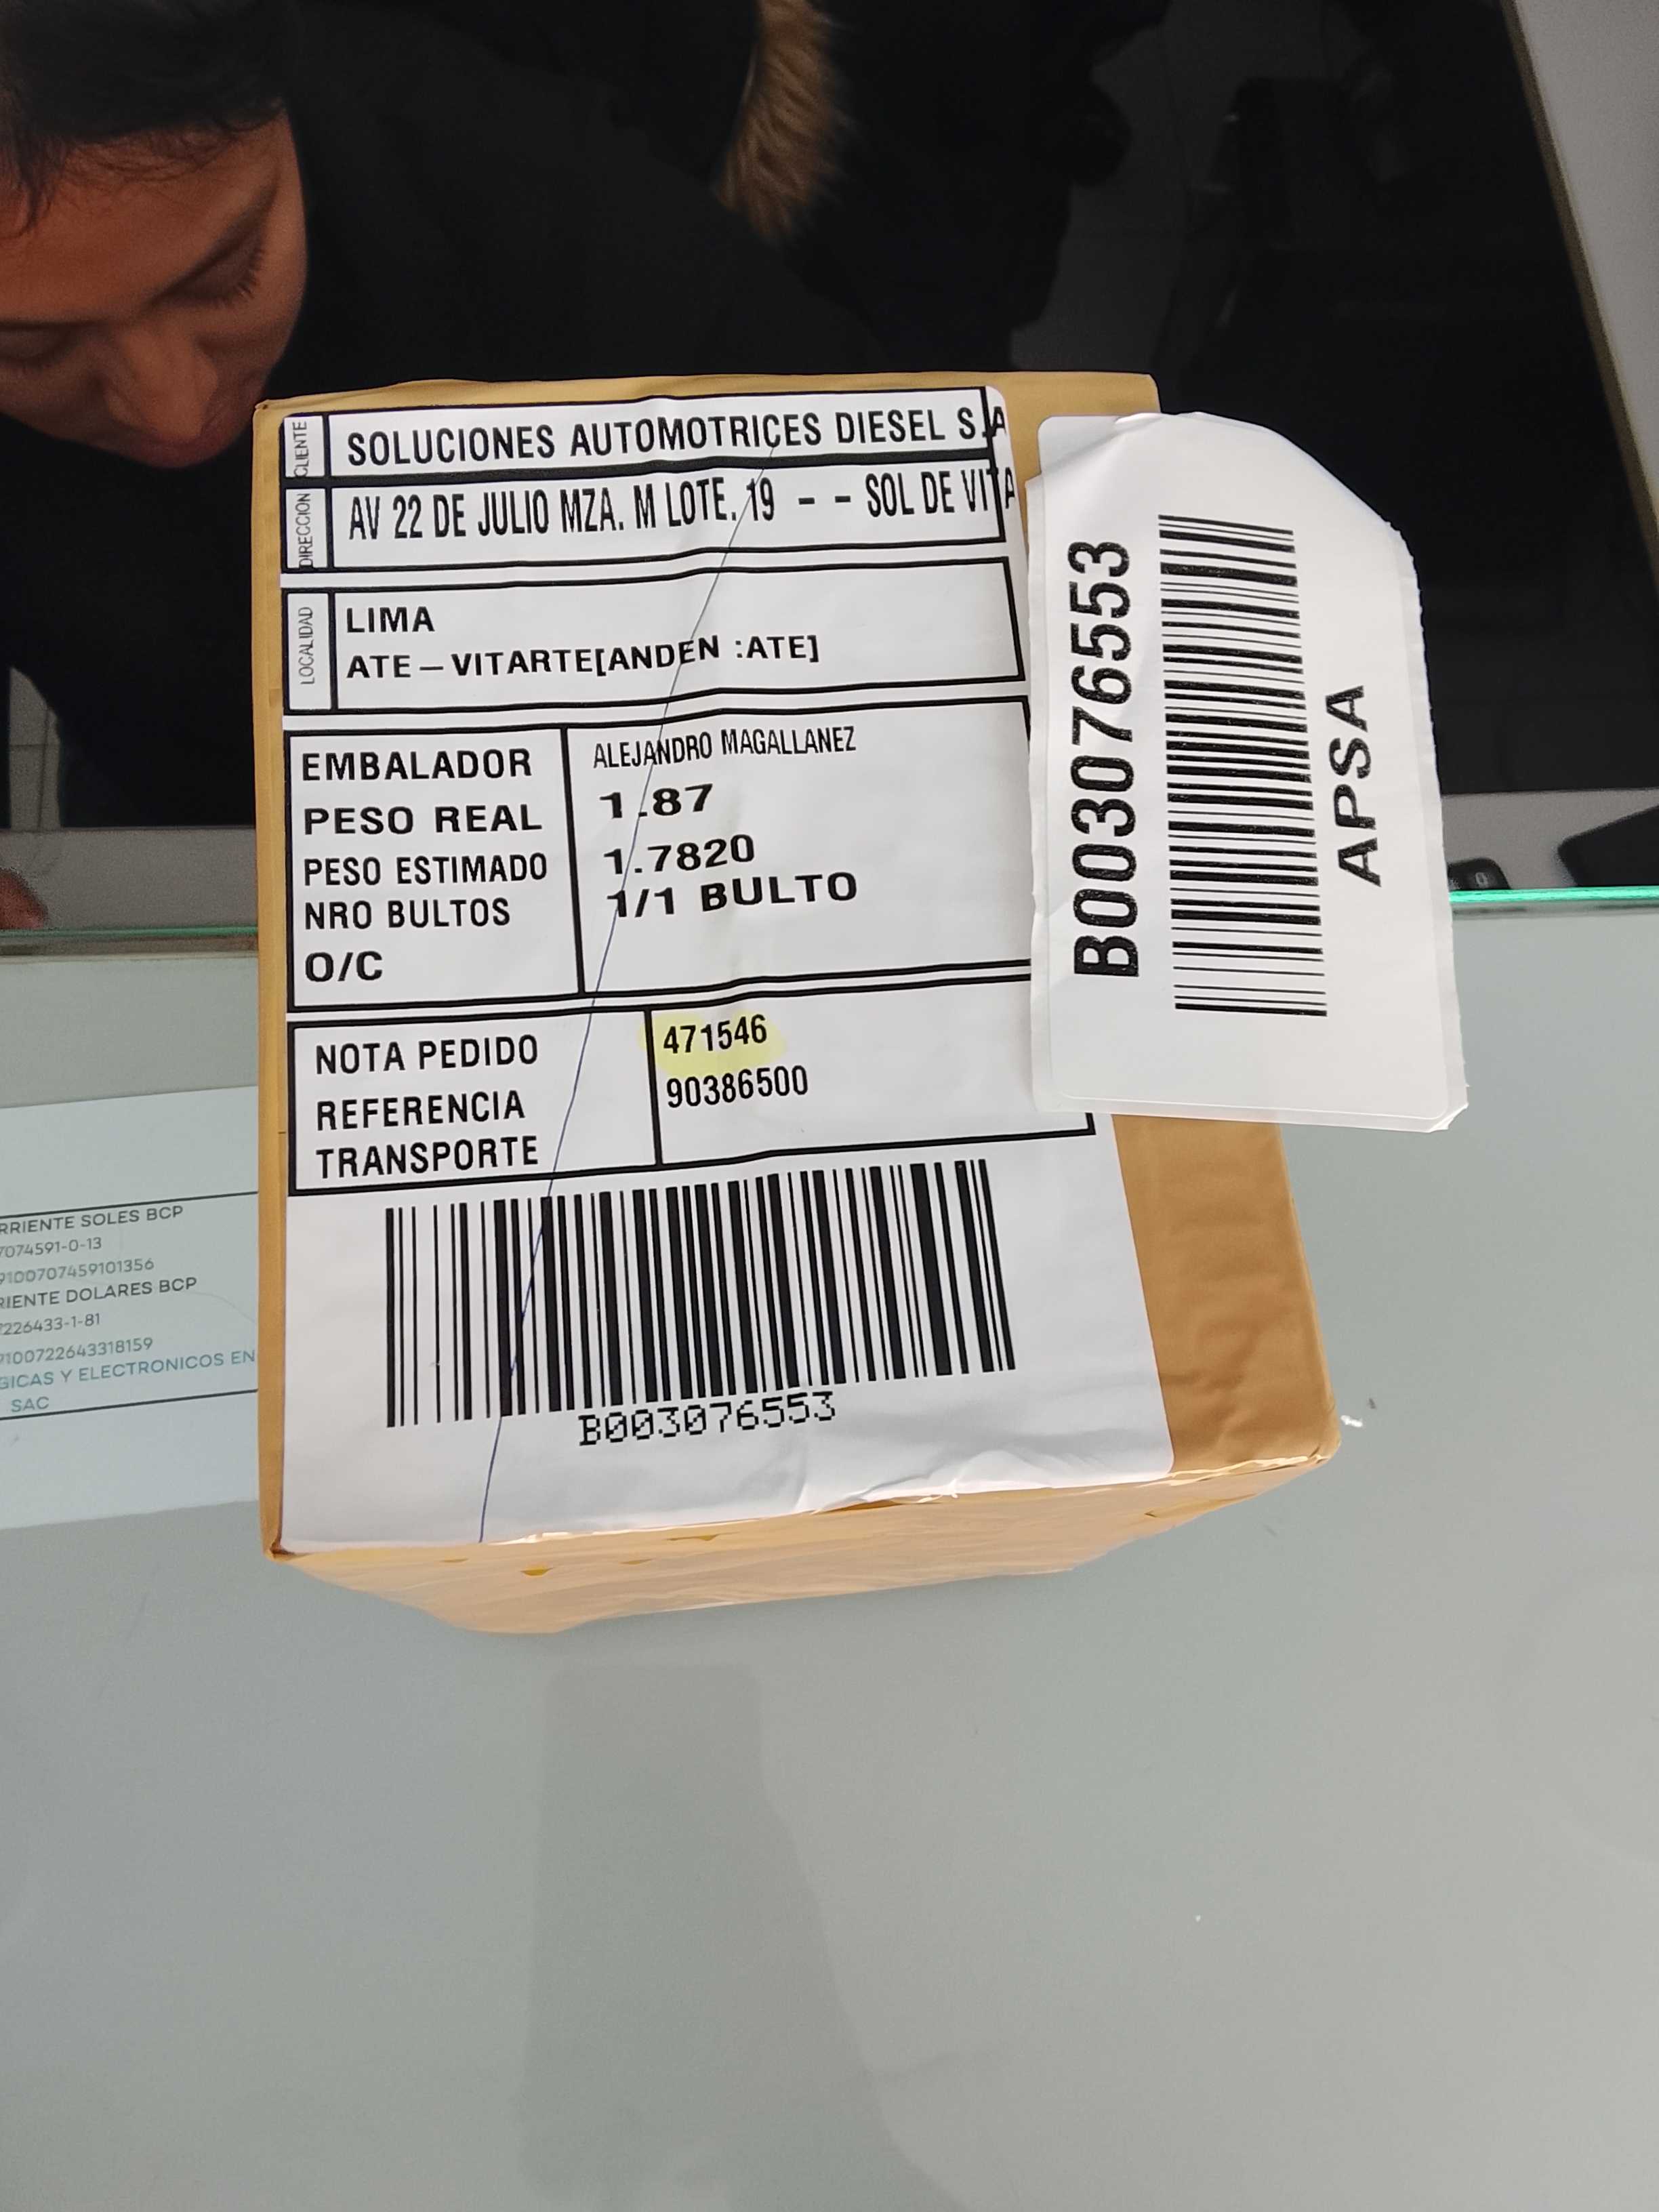 CLIENTE
SOLUCIONES AUTOMOTRICES DIESEL S.A
DIRECCION
AV 22 DE JULIO MZA. M LOTE. 19 - - SOL DE VITA
LOCALIDAD
LIMA
ATE-VITARTE[ANDEN :ATE]
EMBALADOR ALEJANDRO MAGALLANEZ
PESO REAL 1.87
PESO ESTIMADO 1.7820
NRO BULTOS 1/1 BULTO
O/C
NOTA PEDIDO 471546
REFERENCIA 90386500
TRANSPORTE
B003076553
B003076553
APSA
RRIENTE SOLES BCP
7074591-0-13
9100707459101356
RIENTE DOLARES BCP
7226433-1-81
9100722643318159
GICAS Y ELECTRONICOS EN
SAC